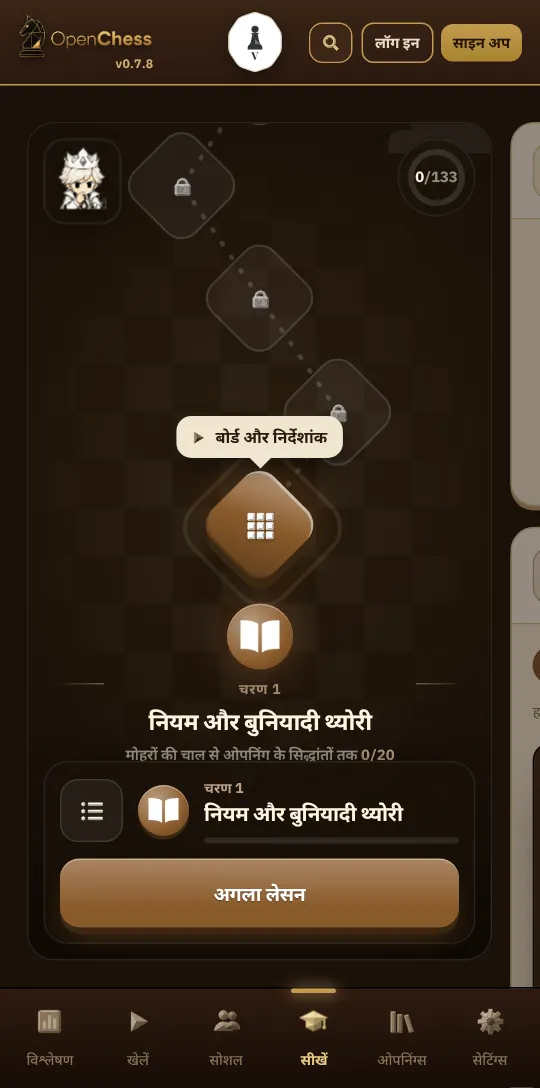 OpenChess
v0.7.8
V
लॉग इन
साइन अप
0/133
बोर्ड और निर्देशांक
चरण 1
नियम और बुनियादी थ्योरी
मोहरों की चाल से ओपनिंग के सिद्धांतों तक 0/20
चरण 1
नियम और बुनियादी थ्योरी
अगला लेसन
विश्लेषण
खेलें
सोशल
सीखें
ओपनिंग्स
सेटिंग्स